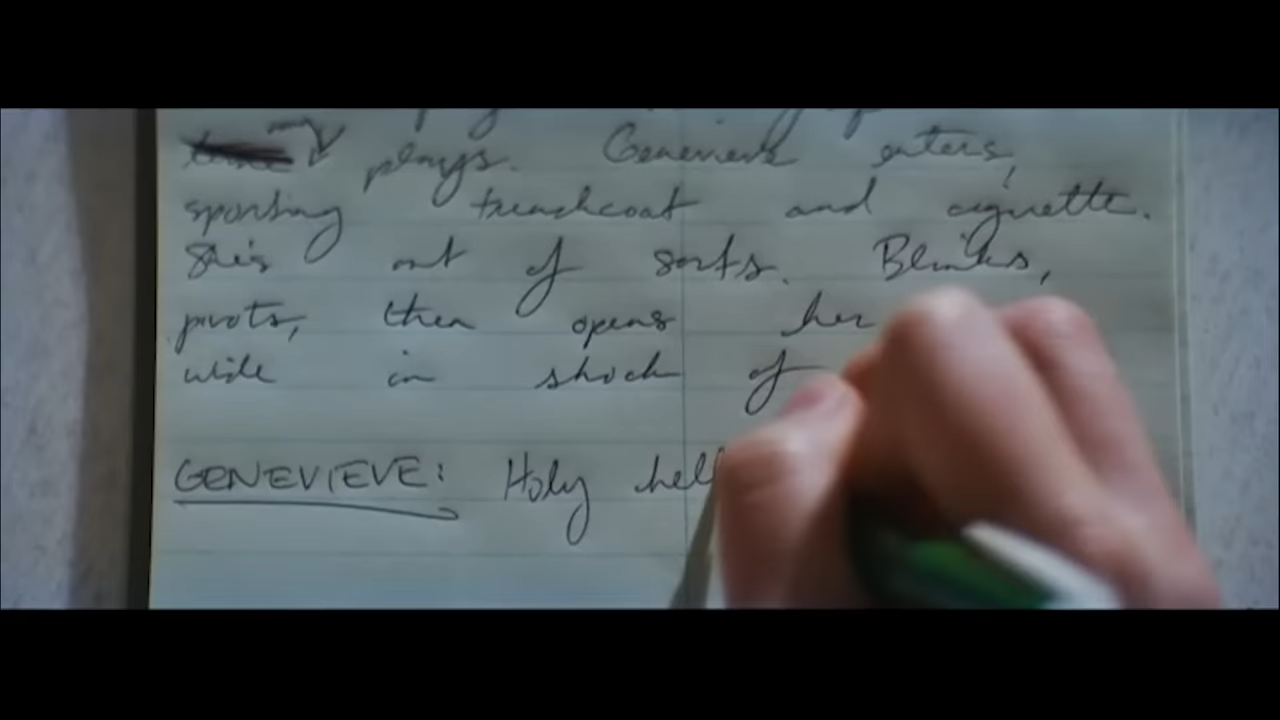 plays. Genevieve enters,
sporting trenchcoat and cigarette.
She's out of sorts. Blinks,
pivots, then opens her
wide in shock of
GENEVIEVE: Holy hell